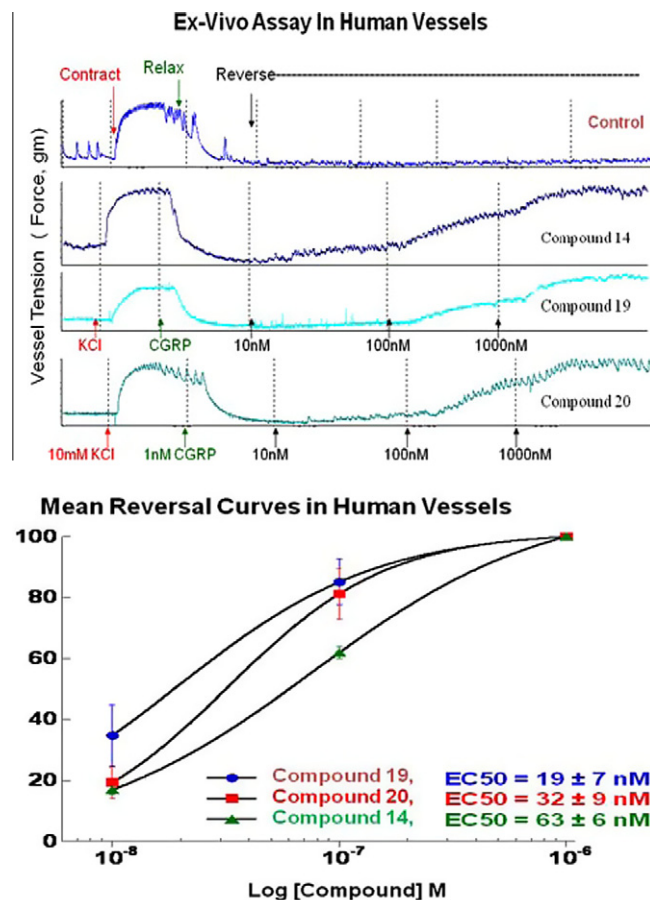 Ex-Vivo Assay In Human Vessels
Contract
Relax
Reverse
Control
Compound 14
Compound 19
KCl CGRP 10nM 100nM 1000nM
Compound 20
10mM KCl 1nM CGRP 10nM 100nM 1000nM
Vessel Tension ( Force, gm)
Mean Reversal Curves in Human Vessels
100
80
60
40
20
0
Compound 19, EC50 = 19 ± 7 nM
Compound 20, EC50 = 32 ± 9 nM
Compound 14, EC50 = 63 ± 6 nM
10-8 10-7 10-6
Log [Compound] M